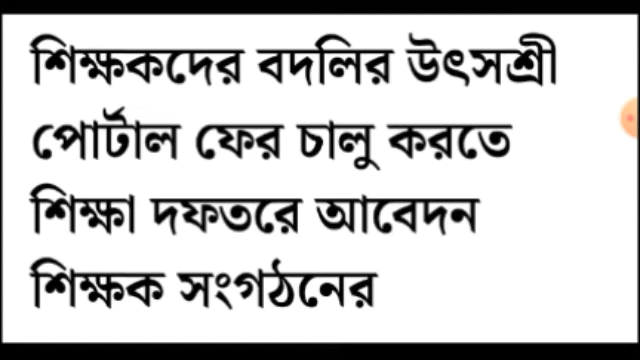 শিক্ষকদের বদলির উৎসশ্রী
পোর্টাল ফের চালু করতে
শিক্ষা দফতরে আবেদন
শিক্ষক সংগঠনের